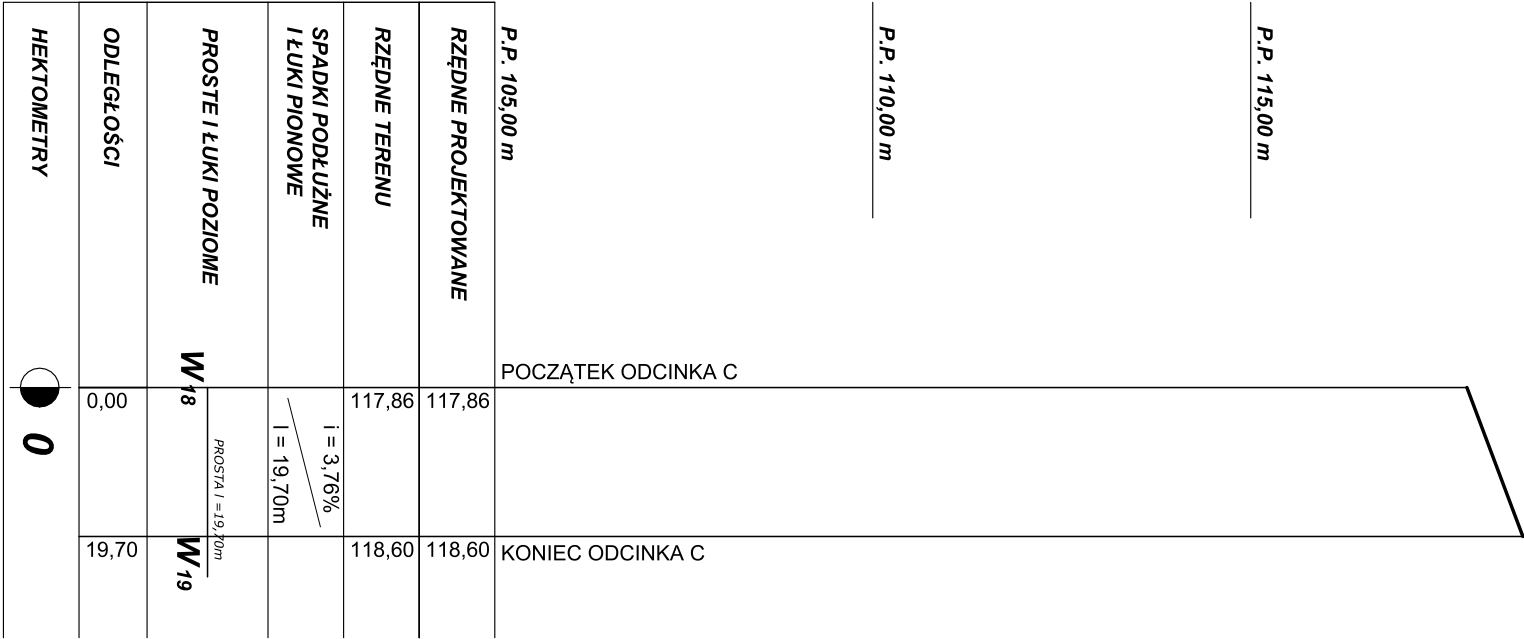 P.P. 115,00 m
P.P. 110,00 m
P.P. 105,00 m
POCZĄTEK ODCINKA C
KONIEC ODCINKA C
RZĘDNE PROJEKTOWANE
117,86
118,60
RZĘDNE TERENU
117,86
118,60
SPADKI PODŁUŻNE
I ŁUKI PIONOWE
i = 3,76%
l = 19,70m
PROSTE I ŁUKI POZIOME
W18
PROSTA l =19,70m
W19
ODLEGŁOŚCI
0,00
19,70
HEKTOMETRY
0